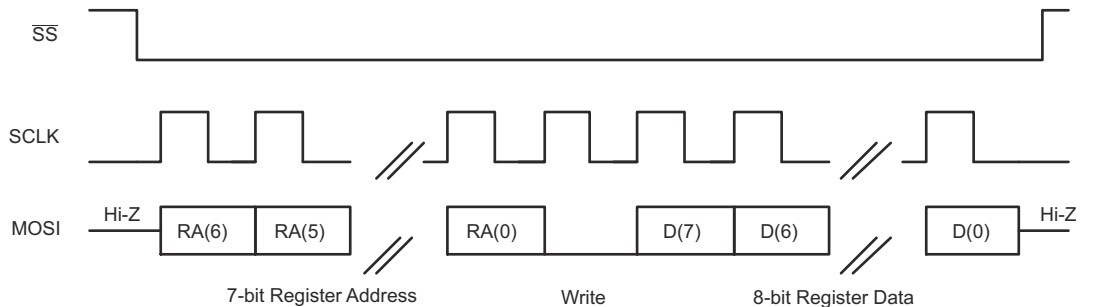 SS
SCLK
MOSI Hi-Z RA(6) RA(5) RA(0) D(7) D(6) D(0) Hi-Z
7-bit Register Address Write 8-bit Register Data